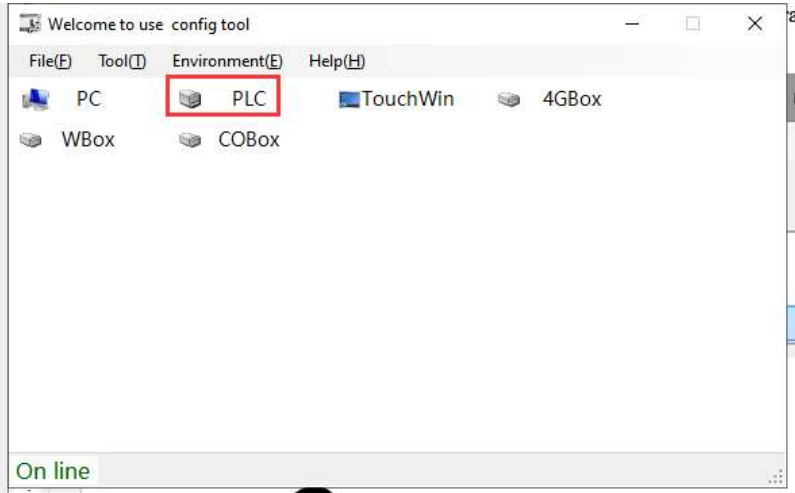 Welcome to use config tool
File(F) Tool(T) Environment(E) Help(H)
PC PLC TouchWin 4GBox
WBox COBox
On line